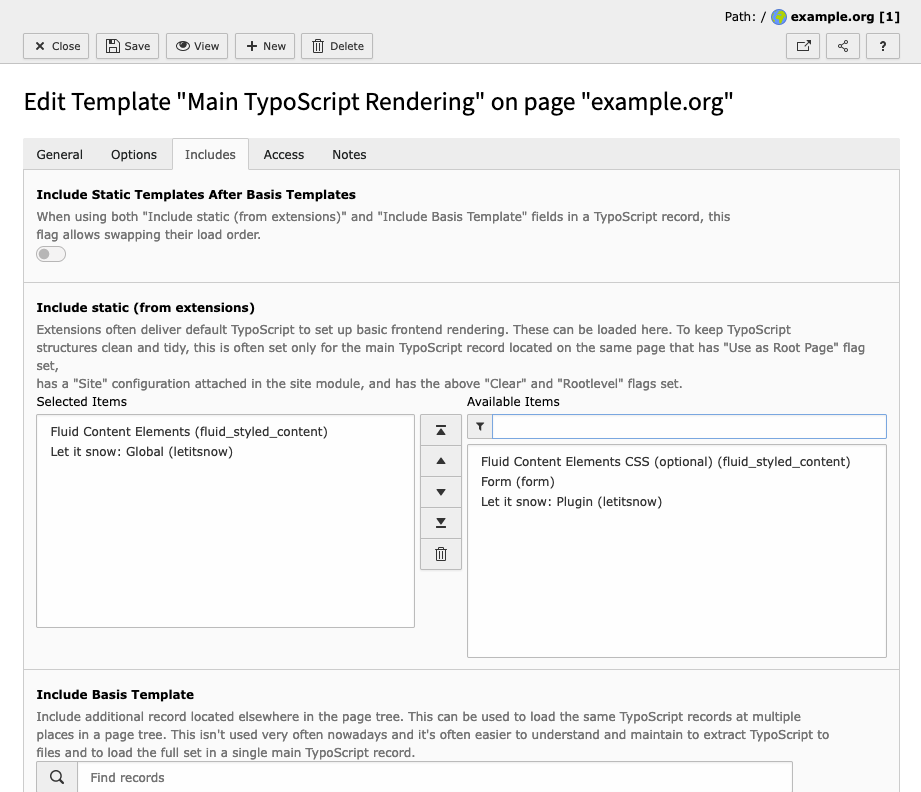 Path: / example.org [1]
Close Save View New Delete ?
Edit Template "Main TypoScript Rendering" on page "example.org"
General Options Includes Access Notes
Include Static Templates After Basis Templates
When using both "Include static (from extensions)" and "Include Basis Template" fields in a TypoScript record, this
flag allows swapping their load order.
Include static (from extensions)
Extensions often deliver default TypoScript to set up basic frontend rendering. These can be loaded here. To keep TypoScript
structures clean and tidy, this is often set only for the main TypoScript record located on the same page that has "Use as Root Page" flag
set,
has a "Site" configuration attached in the site module, and has the above "Clear" and "Rootlevel" flags set.
Selected Items
Fluid Content Elements (fluid_styled_content)
Let it snow: Global (letitsnow)
Available Items
Fluid Content Elements CSS (optional) (fluid_styled_content)
Form (form)
Let it snow: Plugin (letitsnow)
Include Basis Template
Include additional record located elsewhere in the page tree. This can be used to load the same TypoScript records at multiple
places in a page tree. This isn't used very often nowadays and it's often easier to understand and maintain to extract TypoScript to
files and to load the full set in a single main TypoScript record.
Find records